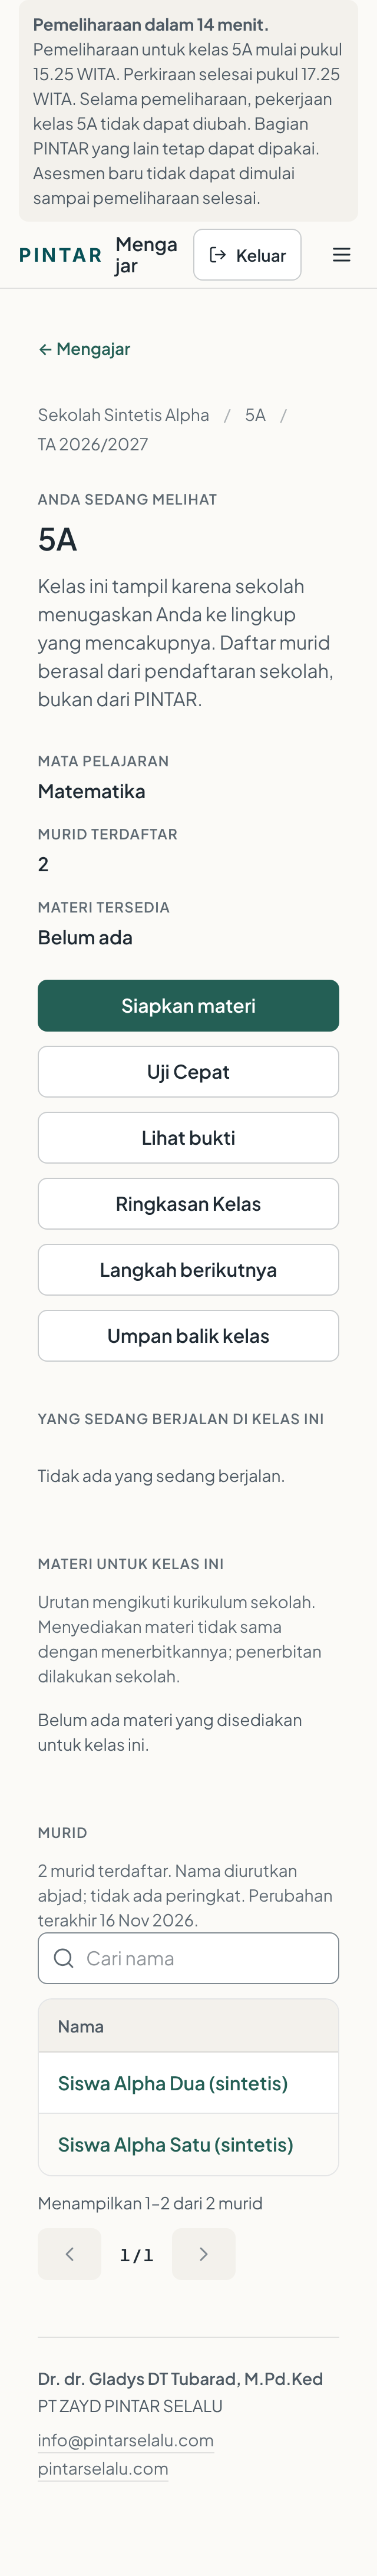 Pemeliharaan dalam 14 menit.
Pemeliharaan untuk kelas 5A mulai pukul
15.25 WITA. Perkiraan selesai pukul 17.25
WITA. Selama pemeliharaan, pekerjaan
kelas 5A tidak dapat diubah. Bagian
PINTAR yang lain tetap dapat dipakai.
Asesmen baru tidak dapat dimulai
sampai pemeliharaan selesai.
PINTAR
Menga
jar
Keluar
← Mengajar
Sekolah Sintetis Alpha / 5A /
TA 2026/2027
ANDA SEDANG MELIHAT
5A
Kelas ini tampil karena sekolah
menugaskan Anda ke lingkup
yang mencakupnya. Daftar murid
berasal dari pendaftaran sekolah,
bukan dari PINTAR.
MATA PELAJARAN
Matematika
MURID TERDAFTAR
2
MATERI TERSEDIA
Belum ada
Siapkan materi
Uji Cepat
Lihat bukti
Ringkasan Kelas
Langkah berikutnya
Umpan balik kelas
YANG SEDANG BERJALAN DI KELAS INI
Tidak ada yang sedang berjalan.
MATERI UNTUK KELAS INI
Urutan mengikuti kurikulum sekolah.
Menyediakan materi tidak sama
dengan menerbitkannya; penerbitan
dilakukan sekolah.
Belum ada materi yang disediakan
untuk kelas ini.
MURID
2 murid terdaftar. Nama diurutkan
abjad; tidak ada peringkat. Perubahan
terakhir 16 Nov 2026.
Cari nama
Nama
Siswa Alpha Dua (sintetis)
Siswa Alpha Satu (sintetis)
Menampilkan 1–2 dari 2 murid
1 / 1
Dr. dr. Gladys DT Tubarad, M.Pd.Ked
PT ZAYD PINTAR SELALU
info@pintarselalu.com
pintarselalu.com